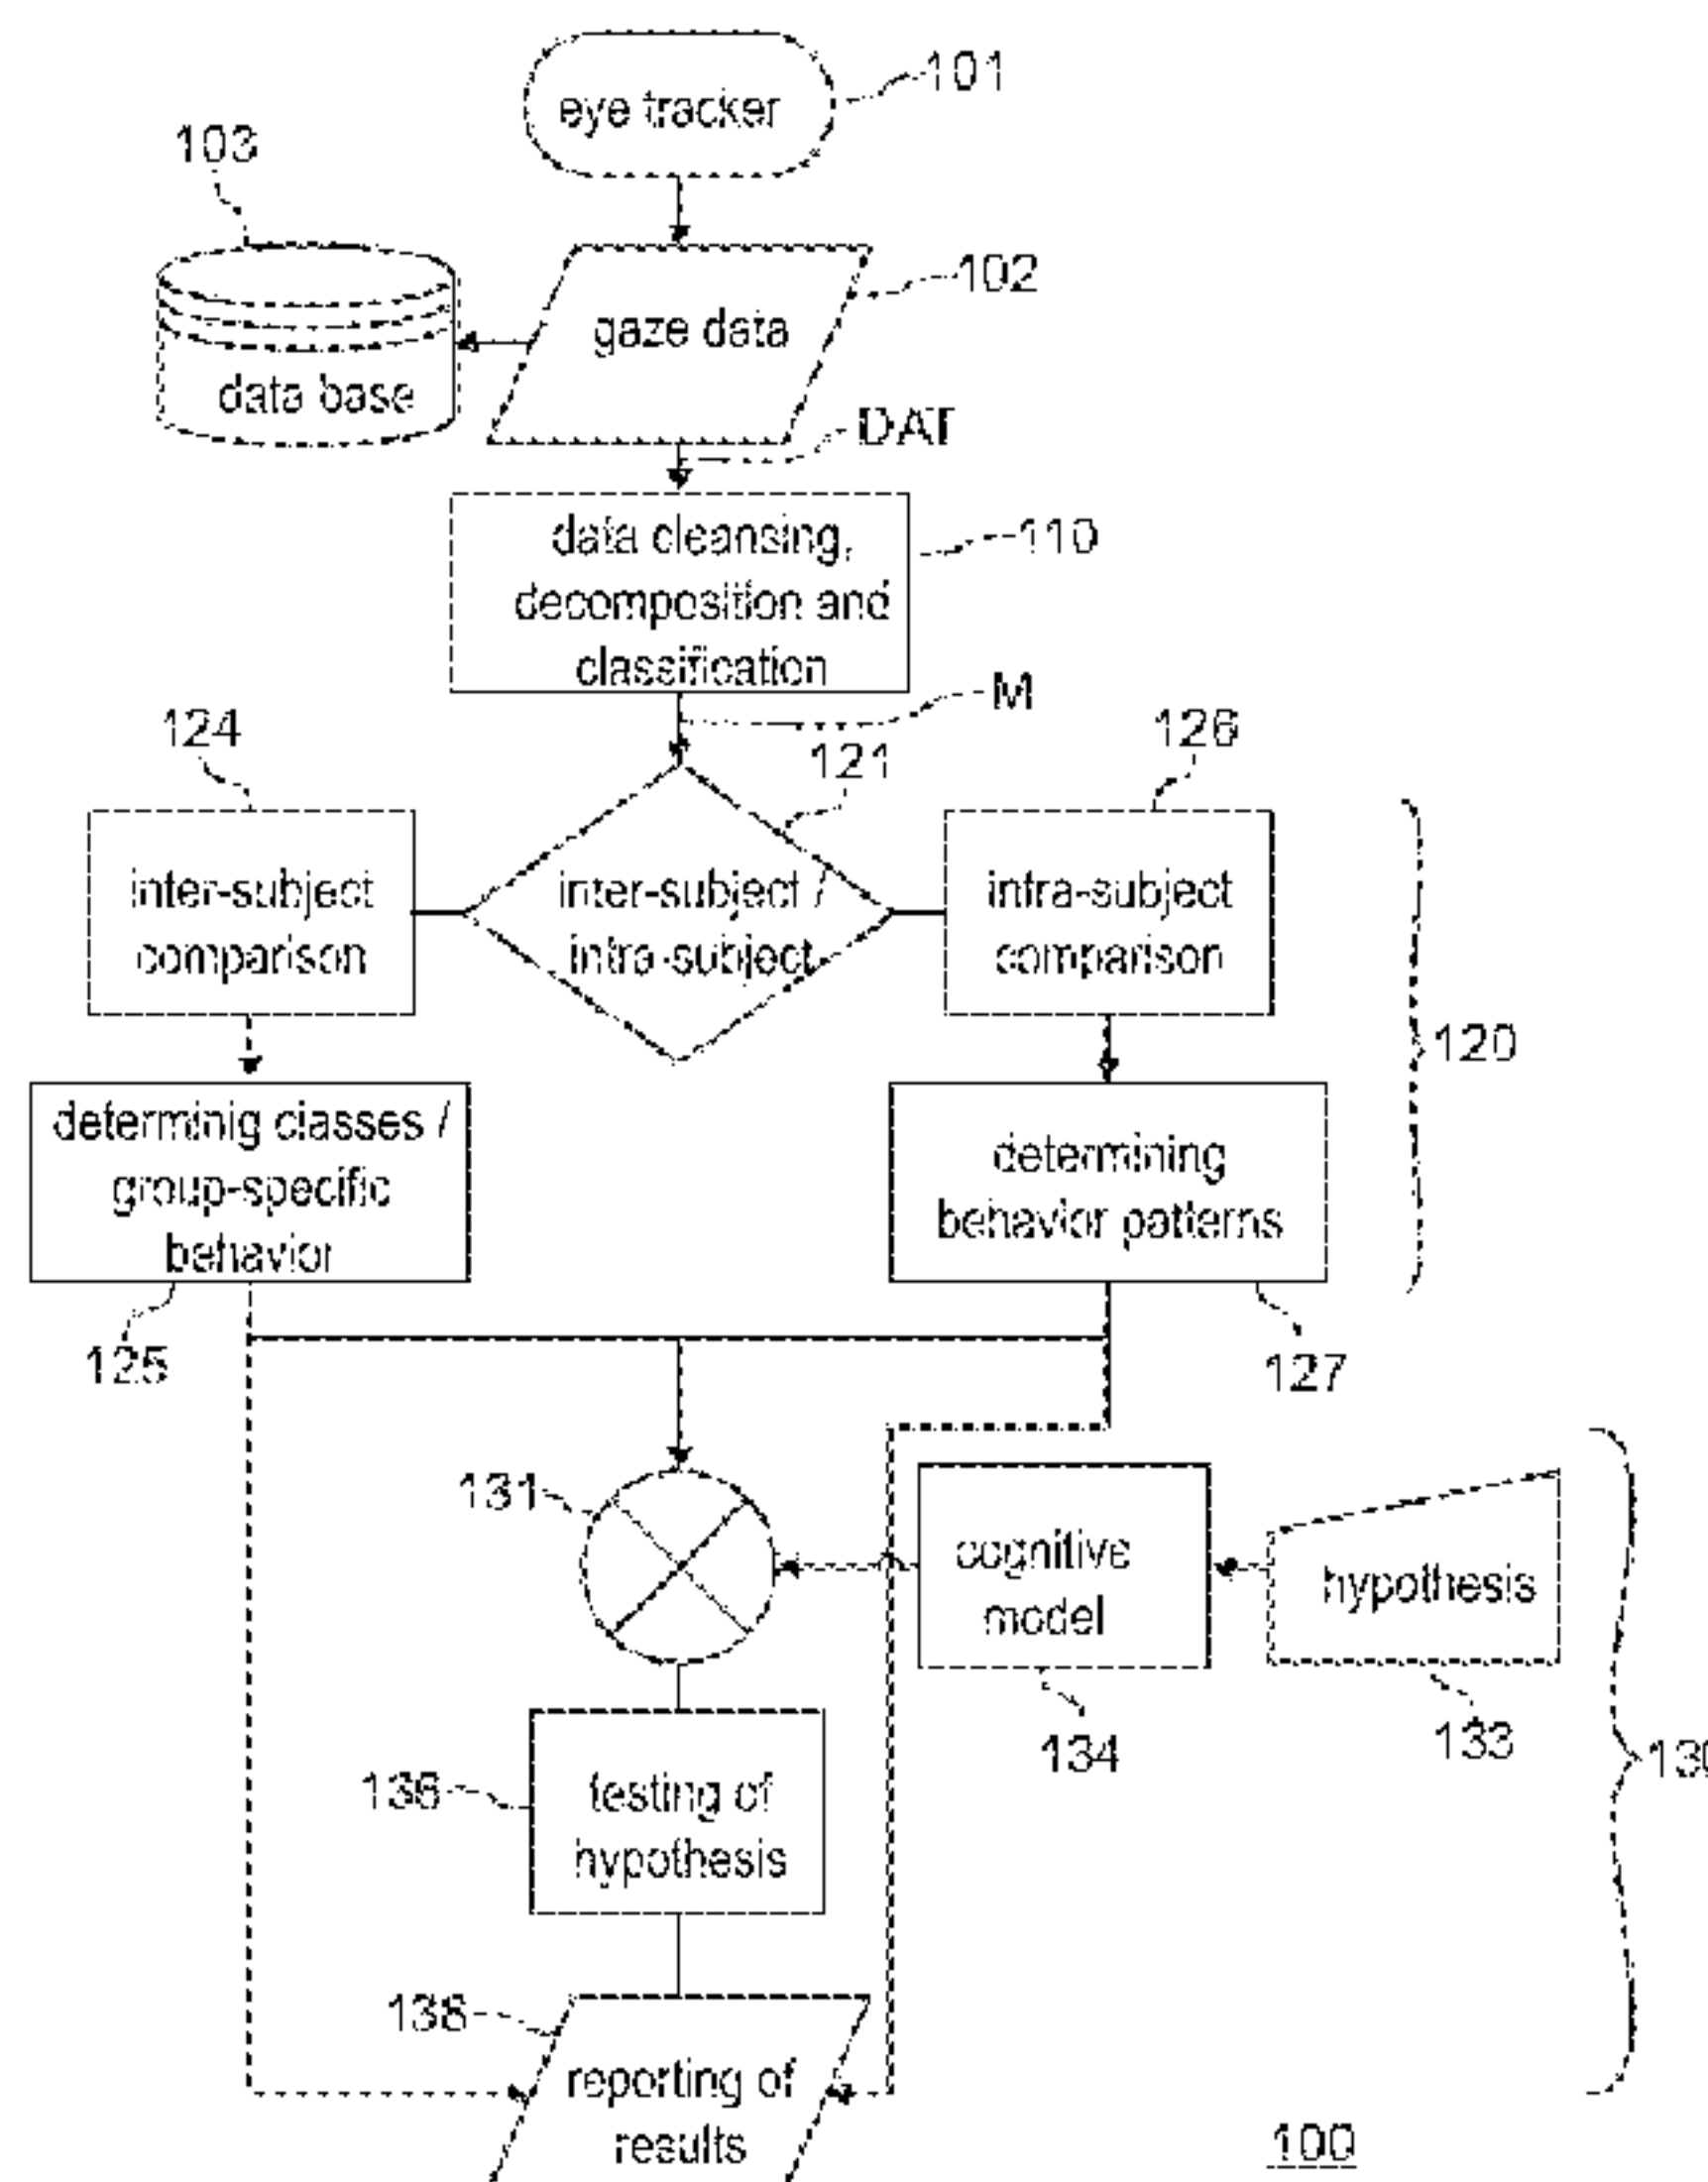 eye tracker
101
103
102
gaze data
data base
DAT
data cleansing,
decomposition and
classification
110
M
124
121
126
inter-subject
comparison
inter-subject /
intra-subject
intra-subject
comparison
120
determinig classes /
group-specific
behavior
determining
behavior patterns
125
127
131
cognitive
model
hypothesis
134
133
136
testing of
hypothesis
138
reporting of
results
100